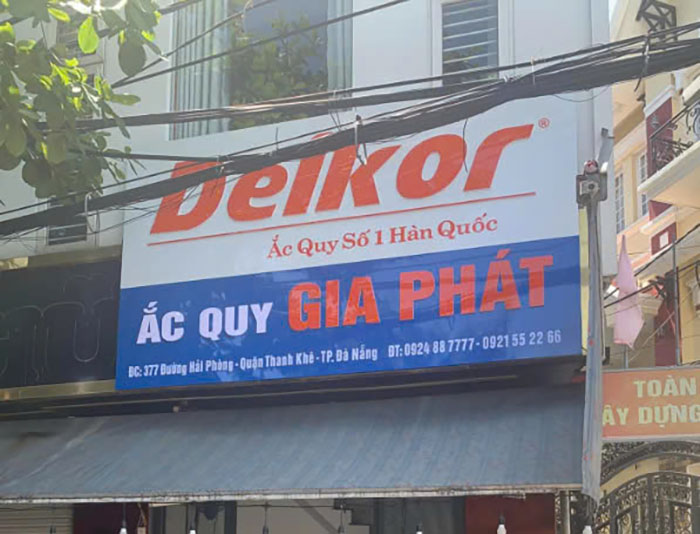 Delkor®
Ắc Quy Số 1 Hàn Quốc
ẮC QUY GIA PHÁT
ĐC: 377 Đường Hải Phòng - Quận Thanh Khê - TP. Đà Nẵng ĐT: 0924 88 7777 - 0921 55 22 66
TOÀN
ÂY DỰNG